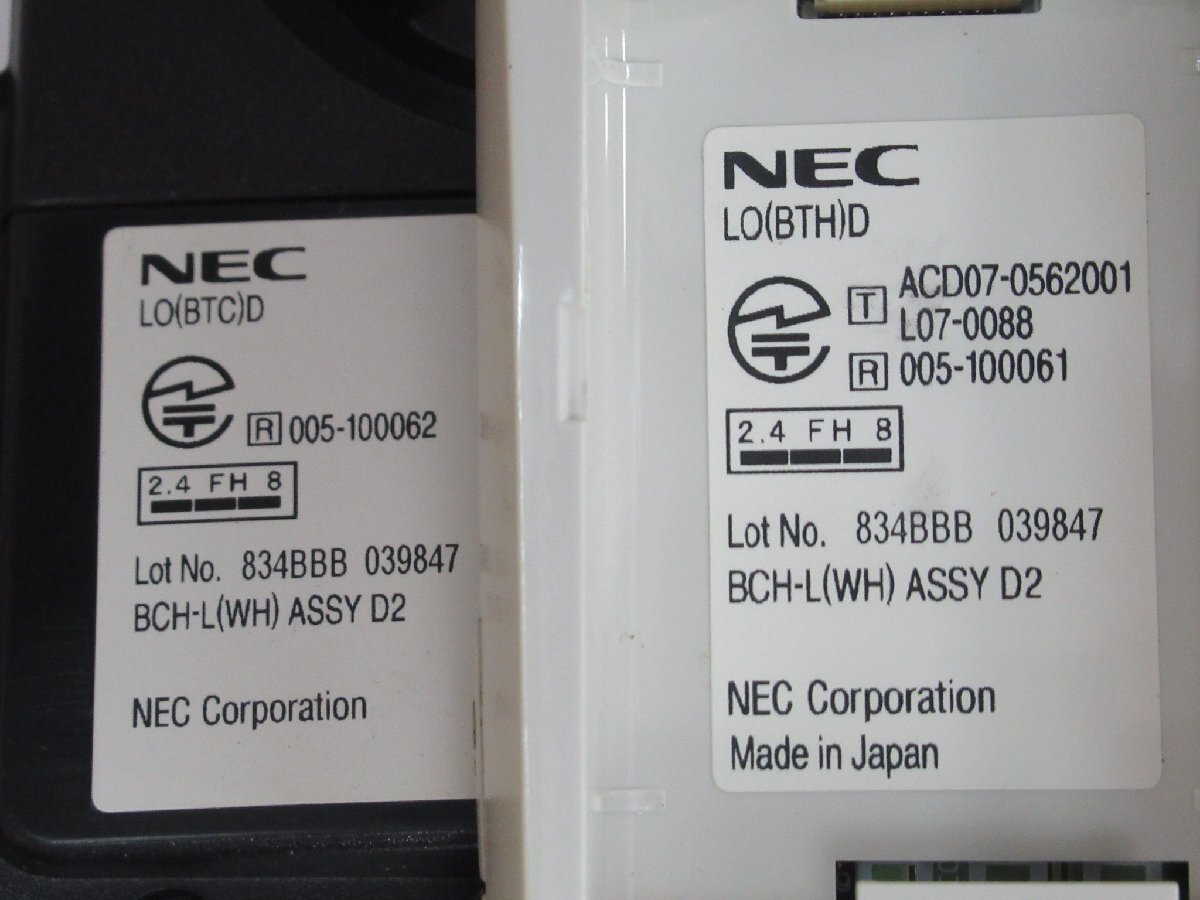 NEC
LO(BTC)D
R 005-100062
2.4 FH 8
Lot No. 834BBB 039847
BCH-L(WH) ASSY D2
NEC Corporation
NEC
LO(BTH)D
T ACD07-0562001
L07-0088
R 005-100061
2.4 FH 8
Lot No. 834BBB 039847
BCH-L(WH) ASSY D2
NEC Corporation
Made in Japan